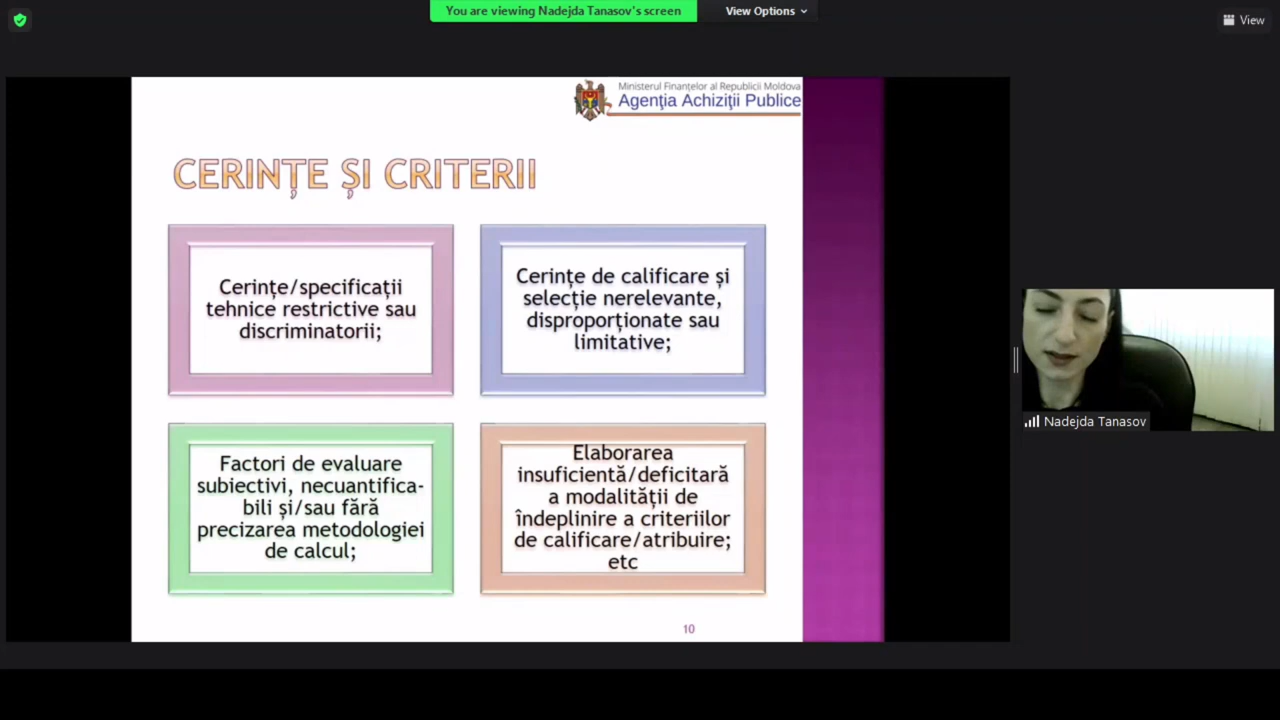 You are viewing Nadejda Tanasov's screen
View Options
View
Ministerul Finanțelor al Republicii Moldova
Agenţia Achiziţii Publice
CERINȚE ȘI CRITERII
Cerințe/specificații
tehnice restrictive sau
discriminatorii;
Cerințe de calificare și
selecție nerelevante,
disproporționate sau
limitative;
Factori de evaluare
subiectivi, necuantifica-
bili și/sau fără
precizarea metodologiei
de calcul;
Elaborarea
insuficientă/deficitară
a modalității de
îndeplinire a criteriilor
de calificare/atribuire;
etc
10
Nadejda Tanasov